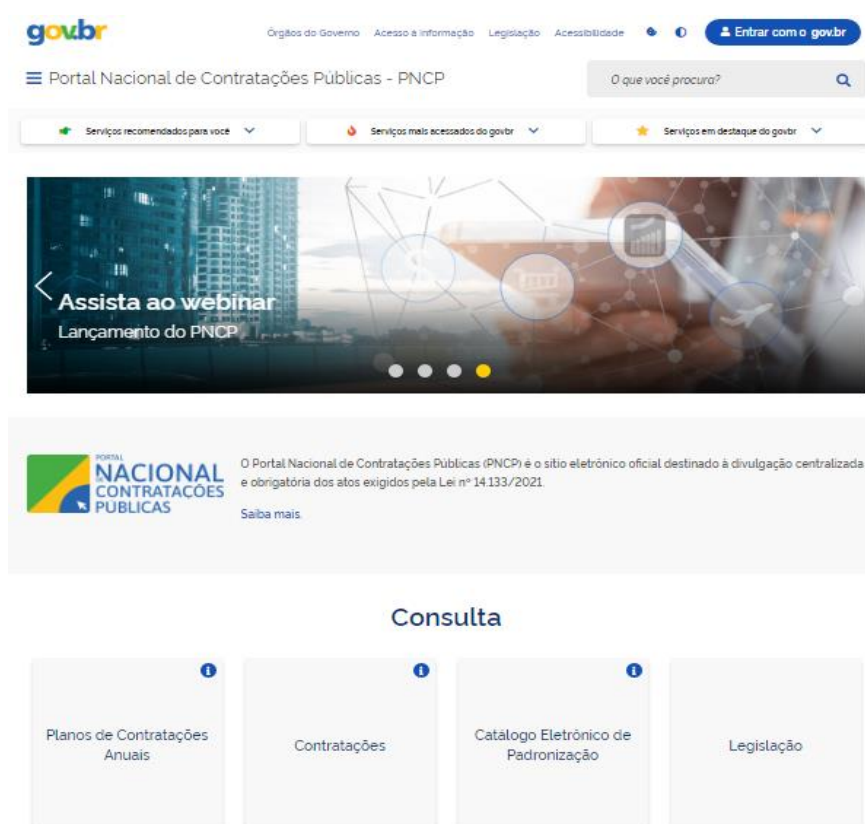 gov.br
Órgãos do Governo Acesso à Informação Legislação Acessibilidade Entrar com o gov.br
Portal Nacional de Contratações Públicas - PNCP O que você procura?
Serviços recomendados para você Serviços mais acessados do govbr Serviços em destaque do govbr
Assista ao webinar
Lançamento do PNCP
PORTAL
NACIONAL
CONTRATAÇÕES
PÚBLICAS
O Portal Nacional de Contratações Públicas (PNCP) é o sítio eletrônico oficial destinado à divulgação centralizada
e obrigatória dos atos exigidos pela Lei nº 14.133/2021.
Saiba mais.
Consulta
Planos de Contratações
Anuais
Contratações
Catálogo Eletrônico de
Padronização
Legislação